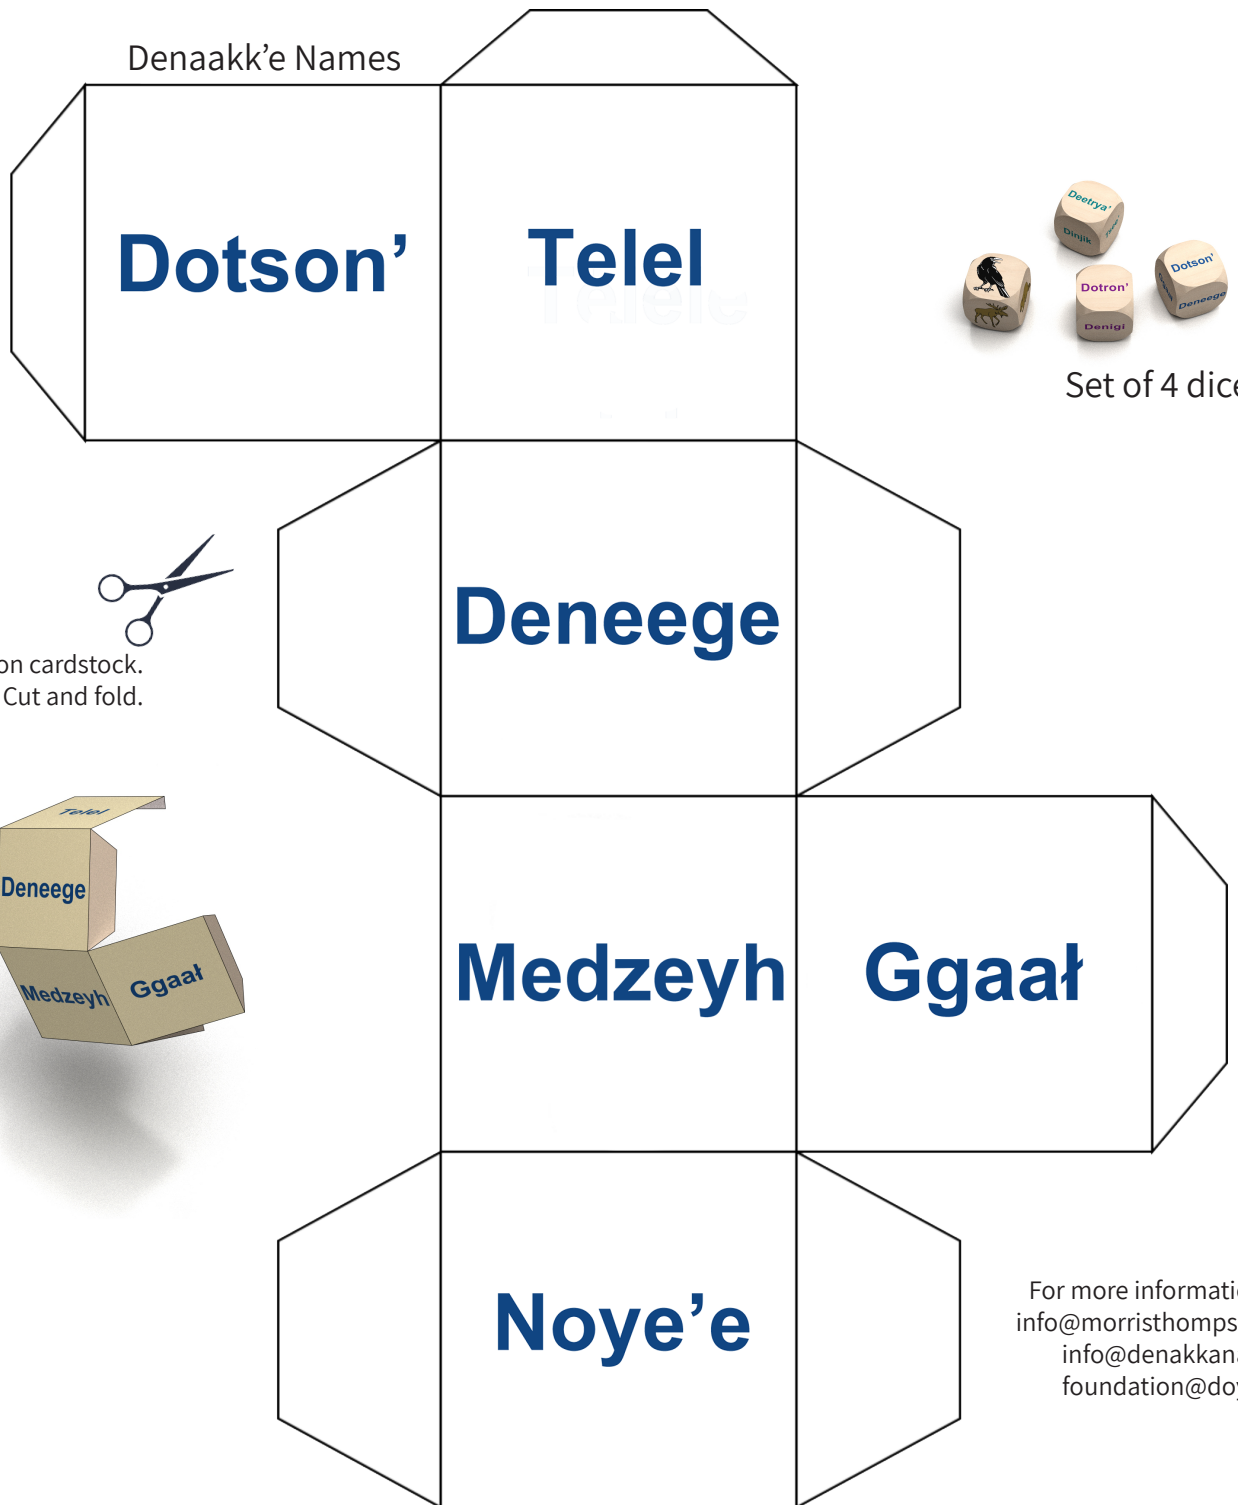 Denaakk’e Names
Dotson’
Telel
Deetrya’
Dinjik
Dotson’
Deneege
Dotron’
Denigi
Set of 4 dice
Deneege
on cardstock.
Cut and fold.
Telel
Deneege
Medzeyh
Ggaał
Medzeyh
Ggaał
Noye’e
For more informati
info@morristhomps
info@denakkan
foundation@doy